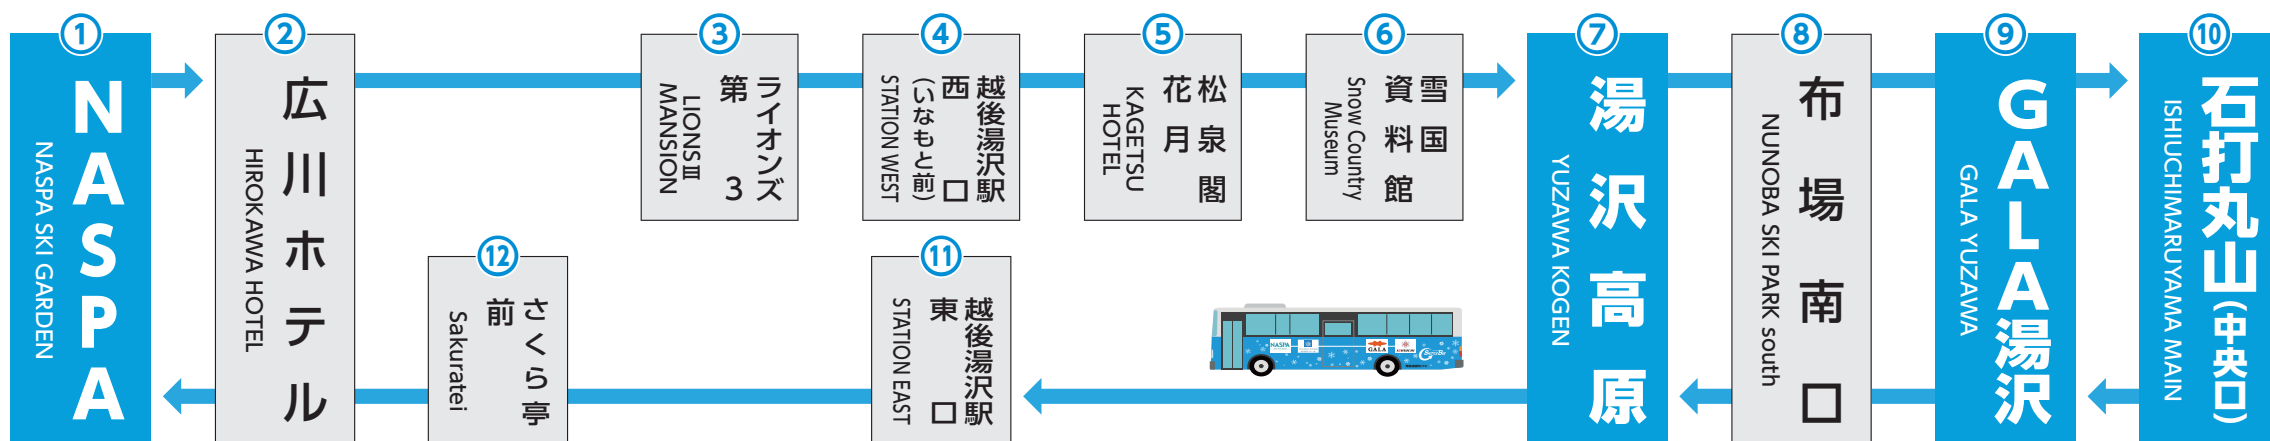 1
NASPA
NASPA SKI GARDEN
2
広川ホテル
HIROKAWA HOTEL
3
ライオンズ
第3
LIONSⅢ
MANSION
4
越後湯沢駅
西口
(いなもと前)
STATION WEST
5
松泉閣
花月
KAGETSU
HOTEL
6
雪国
資料館
Snow Country
Museum
7
湯沢高原
YUZAWA KOGEN
8
布場南口
NUNOBA SKI PARK south
9
GALA湯沢
GALA YUZAWA
10
石打丸山(中央口)
ISHIUCHIMARUYAMA MAIN
11
越後湯沢駅
東口
STATION EAST
12
さくら亭
前
Sakuratei
NASPA
GALA